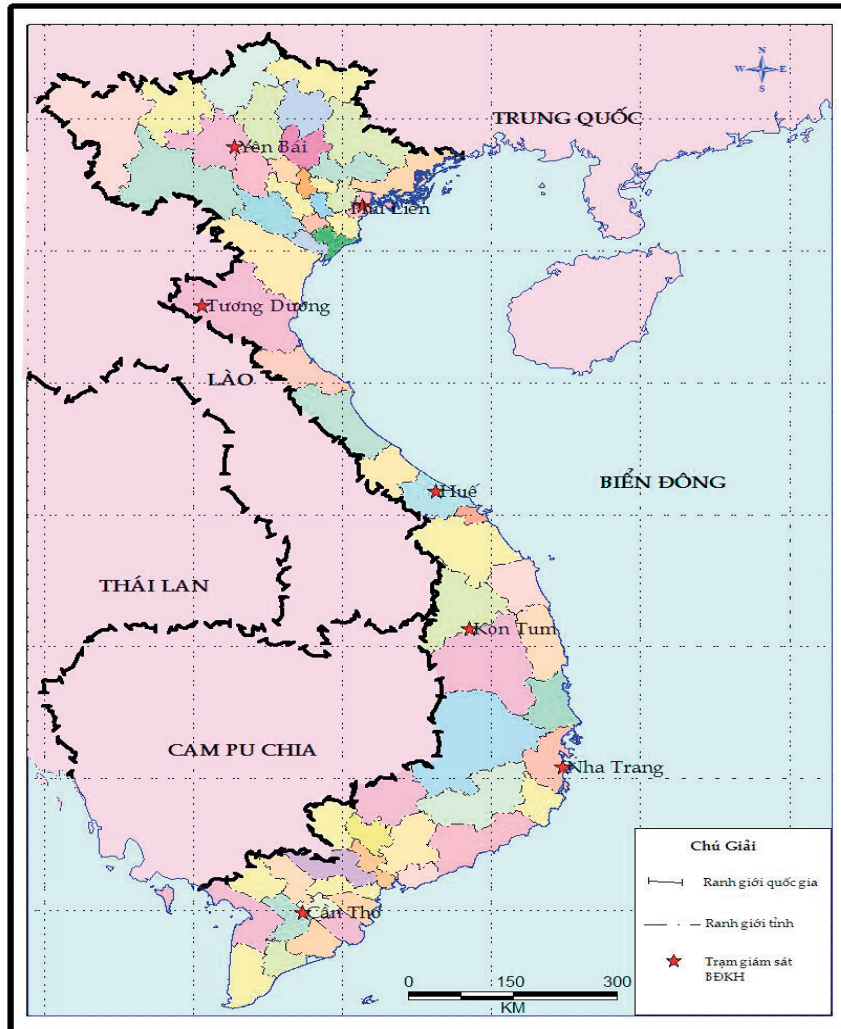 N
W E
S
TRUNG QUỐC
Yên Bái
Phù Liễn
Tương Dương
LÀO
BIỂN ĐÔNG
Huế
THÁI LAN
Kon Tum
CAM PU CHIA
Nha Trang
Cần Thơ
Chú Giải
Ranh giới quốc gia
Ranh giới tỉnh
Trạm giám sát
BĐKH
0 150 300
KM